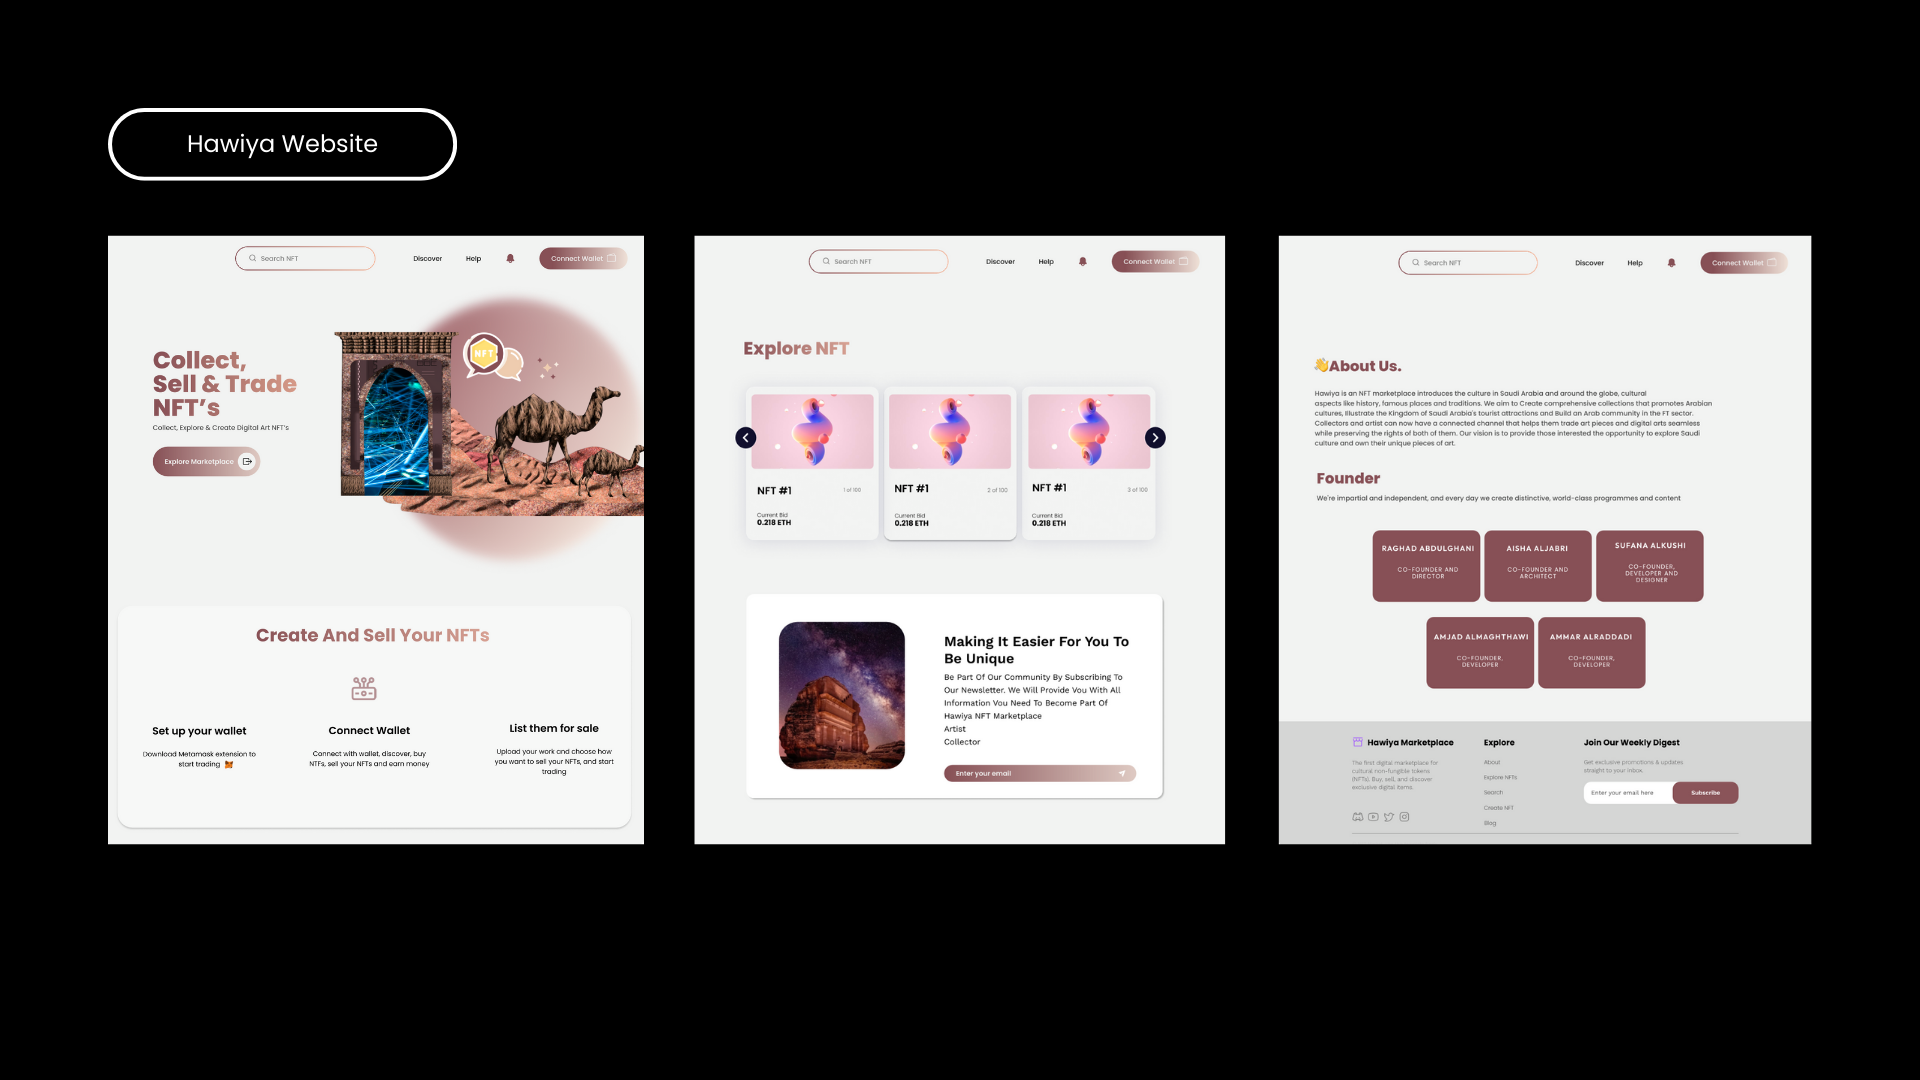 Hawiya Website
Search NFT
Discover
Help
Connect Wallet
Collect,
Sell & Trade
NFT's
Collect, Explore & Create Digital Art NFT's
Explore Marketplace
NFT
Create And Sell Your NFTs
Set up your wallet
Download Metamask extension to
start trading
Connect Wallet
Connect with wallet, discover, buy
NTFs, sell your NFTs and earn money
List them for sale
Upload your work and choose how
you want to sell your NFTs, and start
trading
Search NFT
Discover
Help
Connect Wallet
Explore NFT
NFT #1
1 of 100
Current Bid
0.218 ETH
NFT #1
2 of 100
Current Bid
0.218 ETH
NFT #1
3 of 100
Current Bid
0.218 ETH
Making It Easier For You To
Be Unique
Be Part Of Our Community By Subscribing To
Our Newsletter. We Will Provide You With All
Information You Need To Become Part Of
Hawiya NFT Marketplace
Artist
Collector
Enter your email
Search NFT
Discover
Help
Connect Wallet
About Us.
Hawiya is an NFT marketplace introduces the culture in Saudi Arabia and around the globe, cultural
aspects like history, famous places and traditions. We aim to Create comprehensive collections that promotes Arabian
cultures, Illustrate the Kingdom of Saudi Arabia's tourist attractions and Build an Arab community in the FT sector.
Collectors and artist can now have a connected channel that helps them trade art pieces and digital arts seamless
while preserving the rights of both of them. Our vision is to provide those interested the opportunity to explore Saudi
culture and own their unique pieces of art.
Founder
We're impartial and independent, and every day we create distinctive, world-class programmes and content
RAGHAD ABDULGHANI
CO-FOUNDER AND
DIRECTOR
AISHA ALJABRI
CO-FOUNDER AND
ARCHITECT
SUFANA ALKUSHI
CO-FOUNDER,
DEVELOPER AND
DESIGNER
AMJAD ALMAGHTHAWI
CO-FOUNDER,
DEVELOPER
AMMAR ALRADDADI
CO-FOUNDER,
DEVELOPER
Hawiya Marketplace
The first digital marketplace for
cultural non-fungible tokens
(NFTs). Buy, sell, and discover
exclusive digital items.
Explore
About
Explore NFTs
Search
Create NFT
Blog
Join Our Weekly Digest
Get exclusive promotions & updates
straight to your inbox.
Enter your email here
Subscribe